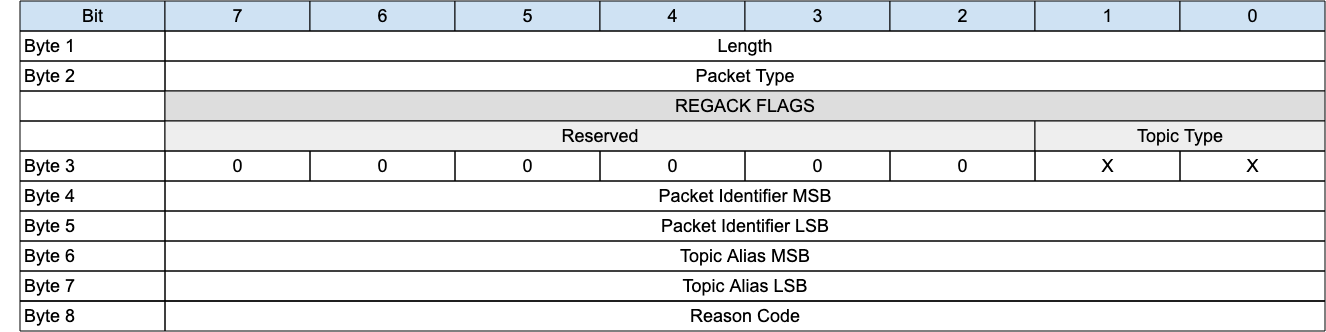 Bit 7 6 5 4 3 2 1 0
Byte 1 Length
Byte 2 Packet Type
REGACK FLAGS
Reserved Topic Type
Byte 3 0 0 0 0 0 0 X X
Byte 4 Packet Identifier MSB
Byte 5 Packet Identifier LSB
Byte 6 Topic Alias MSB
Byte 7 Topic Alias LSB
Byte 8 Reason Code